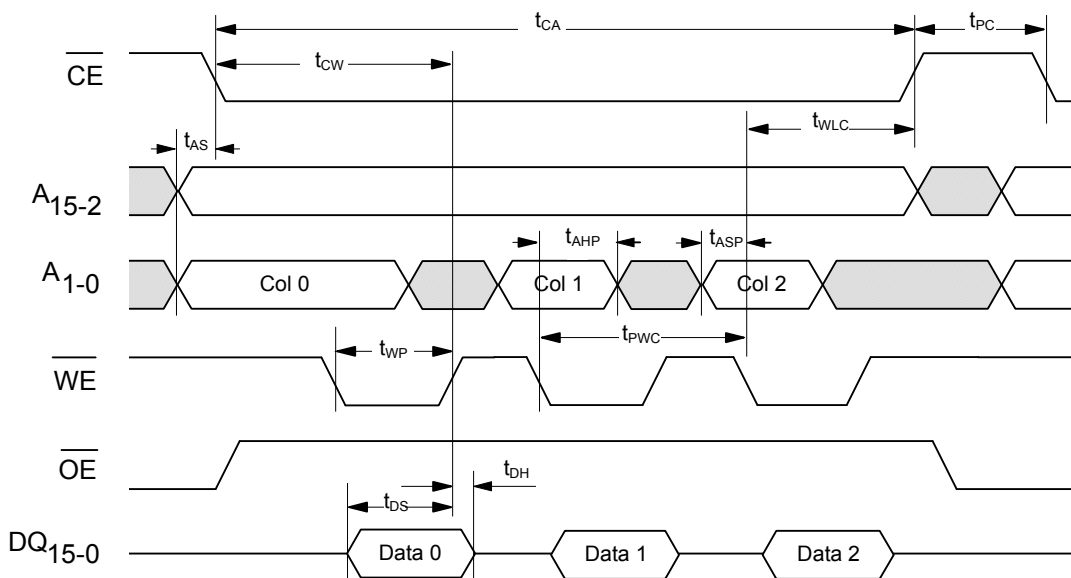 tCA
tPC
CE
tCW
tWLC
tAS
A15-2
tAHP
tASP
A1-0
Col 0
Col 1
Col 2
tPWC
tWP
WE
OE
tDH
tDS
DQ15-0
Data 0
Data 1
Data 2